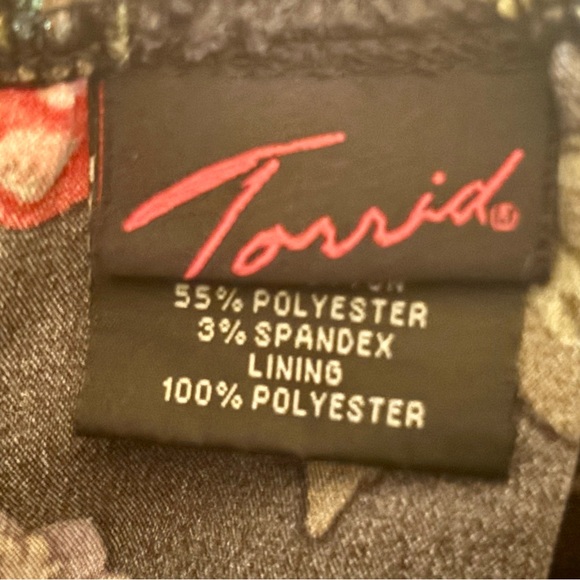 Torrid®
55% POLYESTER
3% SPANDEX
LINING
100% POLYESTER